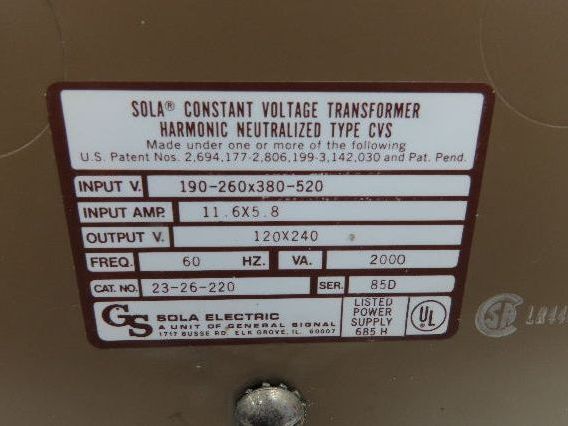 SOLA® CONSTANT VOLTAGE TRANSFORMER
HARMONIC NEUTRALIZED TYPE CVS
Made under one or more of the following
U.S. Patent Nos. 2,694,177-2,806,199-3,142,030 and Pat. Pend.
INPUT V. 190-260x380-520
INPUT AMP. 11.6X5.8
OUTPUT V. 120X240
FREQ. 60 HZ. VA. 2000
CAT. NO. 23-26-220 SER. 85D
GS SOLA ELECTRIC
A UNIT OF GENERAL SIGNAL
1717 BUSSE RD. ELK GROVE, IL. 60007
LISTED
POWER
SUPPLY
685 H
UL